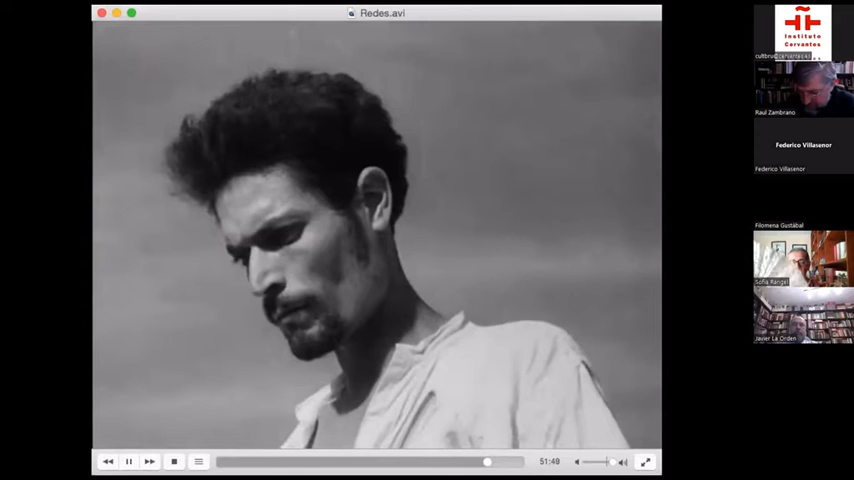 Redes.avi
51:48
Instituto
Cervantes
Raul Zambrano
Federico Villasenor
Federico Villasenor
Filomena Gustábal
Sofía Rangel
Javier La Orden